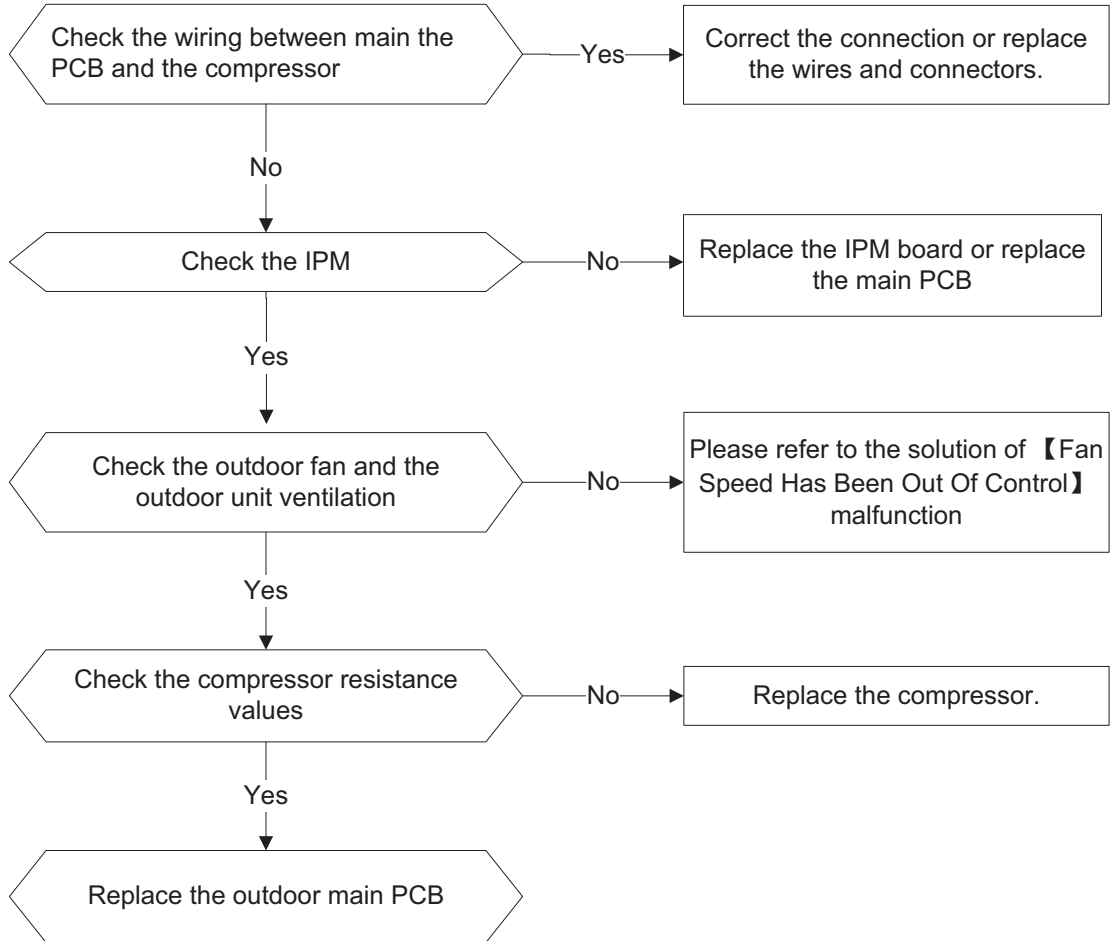 Check the wiring between main the
PCB and the compressor
Yes
Correct the connection or replace
the wires and connectors.
No
Check the IPM
No
Replace the IPM board or replace
the main PCB
Yes
Check the outdoor fan and the
outdoor unit ventilation
No
Please refer to the solution of 【Fan
Speed Has Been Out Of Control】
malfunction
Yes
Check the compressor resistance
values
No
Replace the compressor.
Yes
Replace the outdoor main PCB